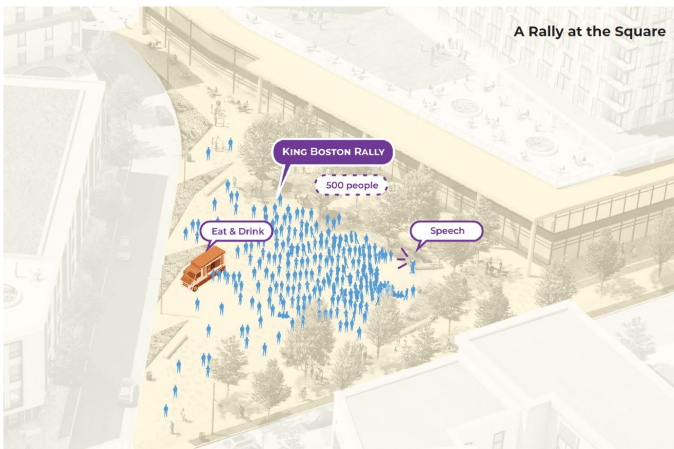 A Rally at the Square
KING BOSTON RALLY
500 people
Eat & Drink
Speech